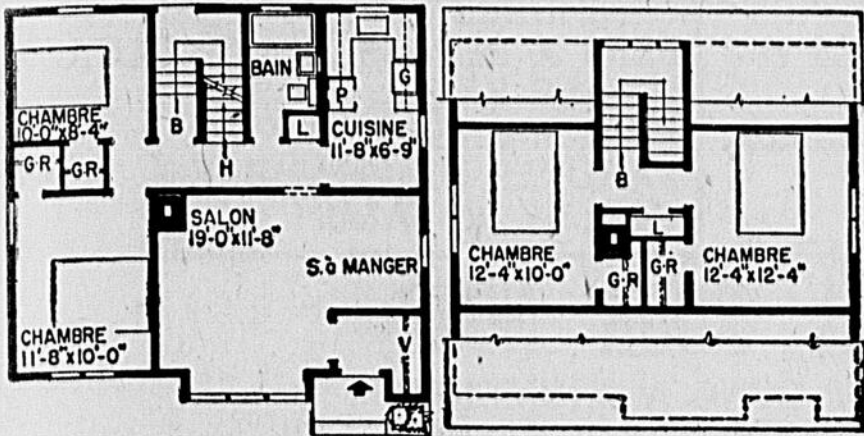 BAIN
G
P
CHAMBRE
10'-0"x8'-4"
B
L
CUISINE
11'-8"x6'-9"
G-R
G-R
H
SALON
19'-0"x11'-8"
S. à MANGER
CHAMBRE
11'-8"x10'-0"
V
B
L
CHAMBRE
12'-4"x10'-0"
G-R
G-R
CHAMBRE
12'-4"x12'-4"